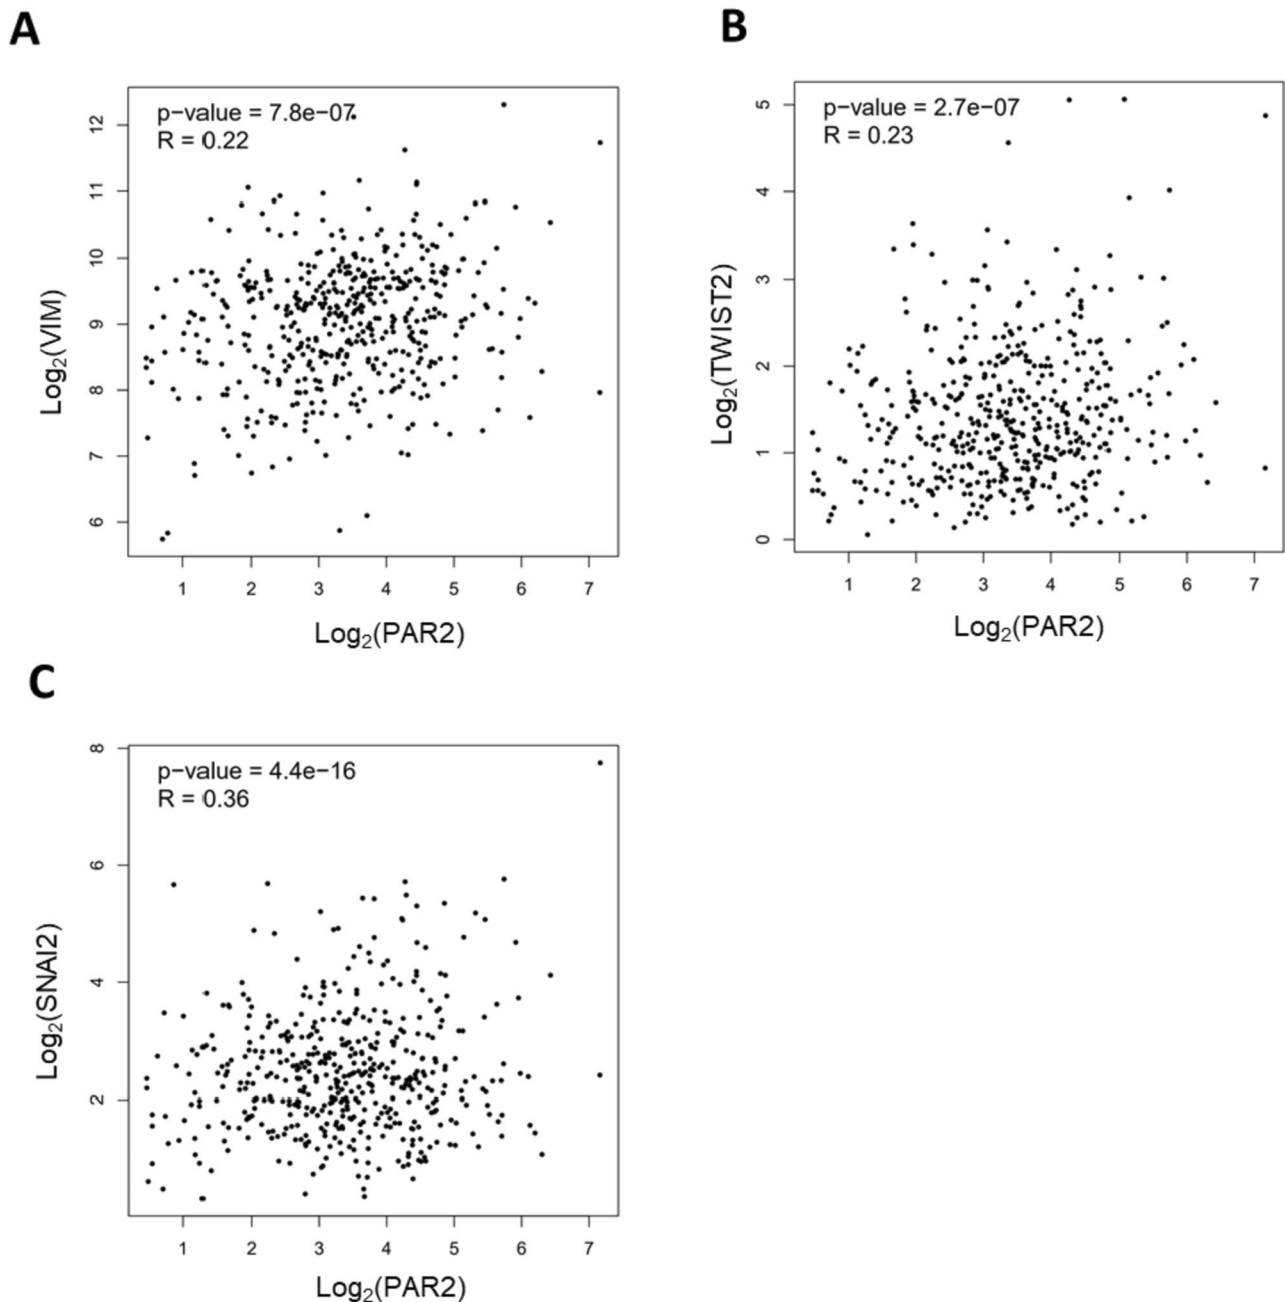 A
p−value = 7.8e−07
R = 0.22
12
11
10
9
8
7
6
Log₂(VIM)
1 2 3 4 5 6 7
Log₂(PAR2)
B
p−value = 2.7e−07
R = 0.23
5
4
3
2
1
0
Log₂(TWIST2)
1 2 3 4 5 6 7
Log₂(PAR2)
C
p−value = 4.4e−16
R = 0.36
8
6
4
2
Log₂(SNAI2)
1 2 3 4 5 6 7
Log₂(PAR2)